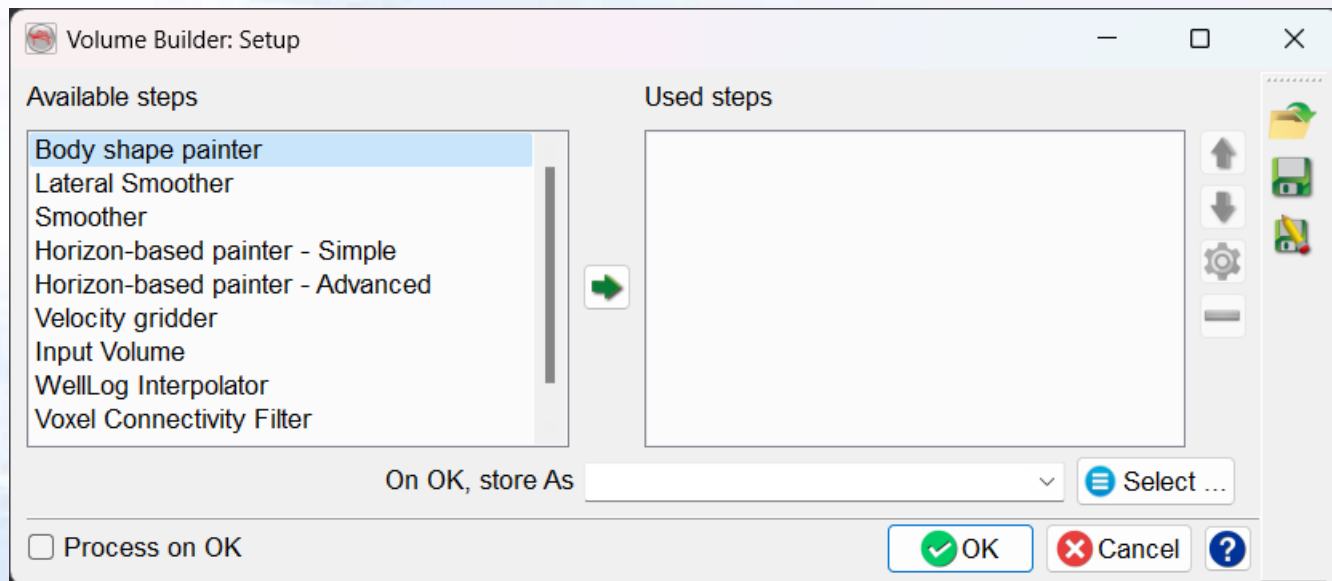 Volume Builder: Setup
Available steps
Used steps
Body shape painter
Lateral Smoother
Smoother
Horizon-based painter - Simple
Horizon-based painter - Advanced
Velocity gridder
Input Volume
WellLog Interpolator
Voxel Connectivity Filter
On OK, store As
Select ...
Process on OK
OK
Cancel
?